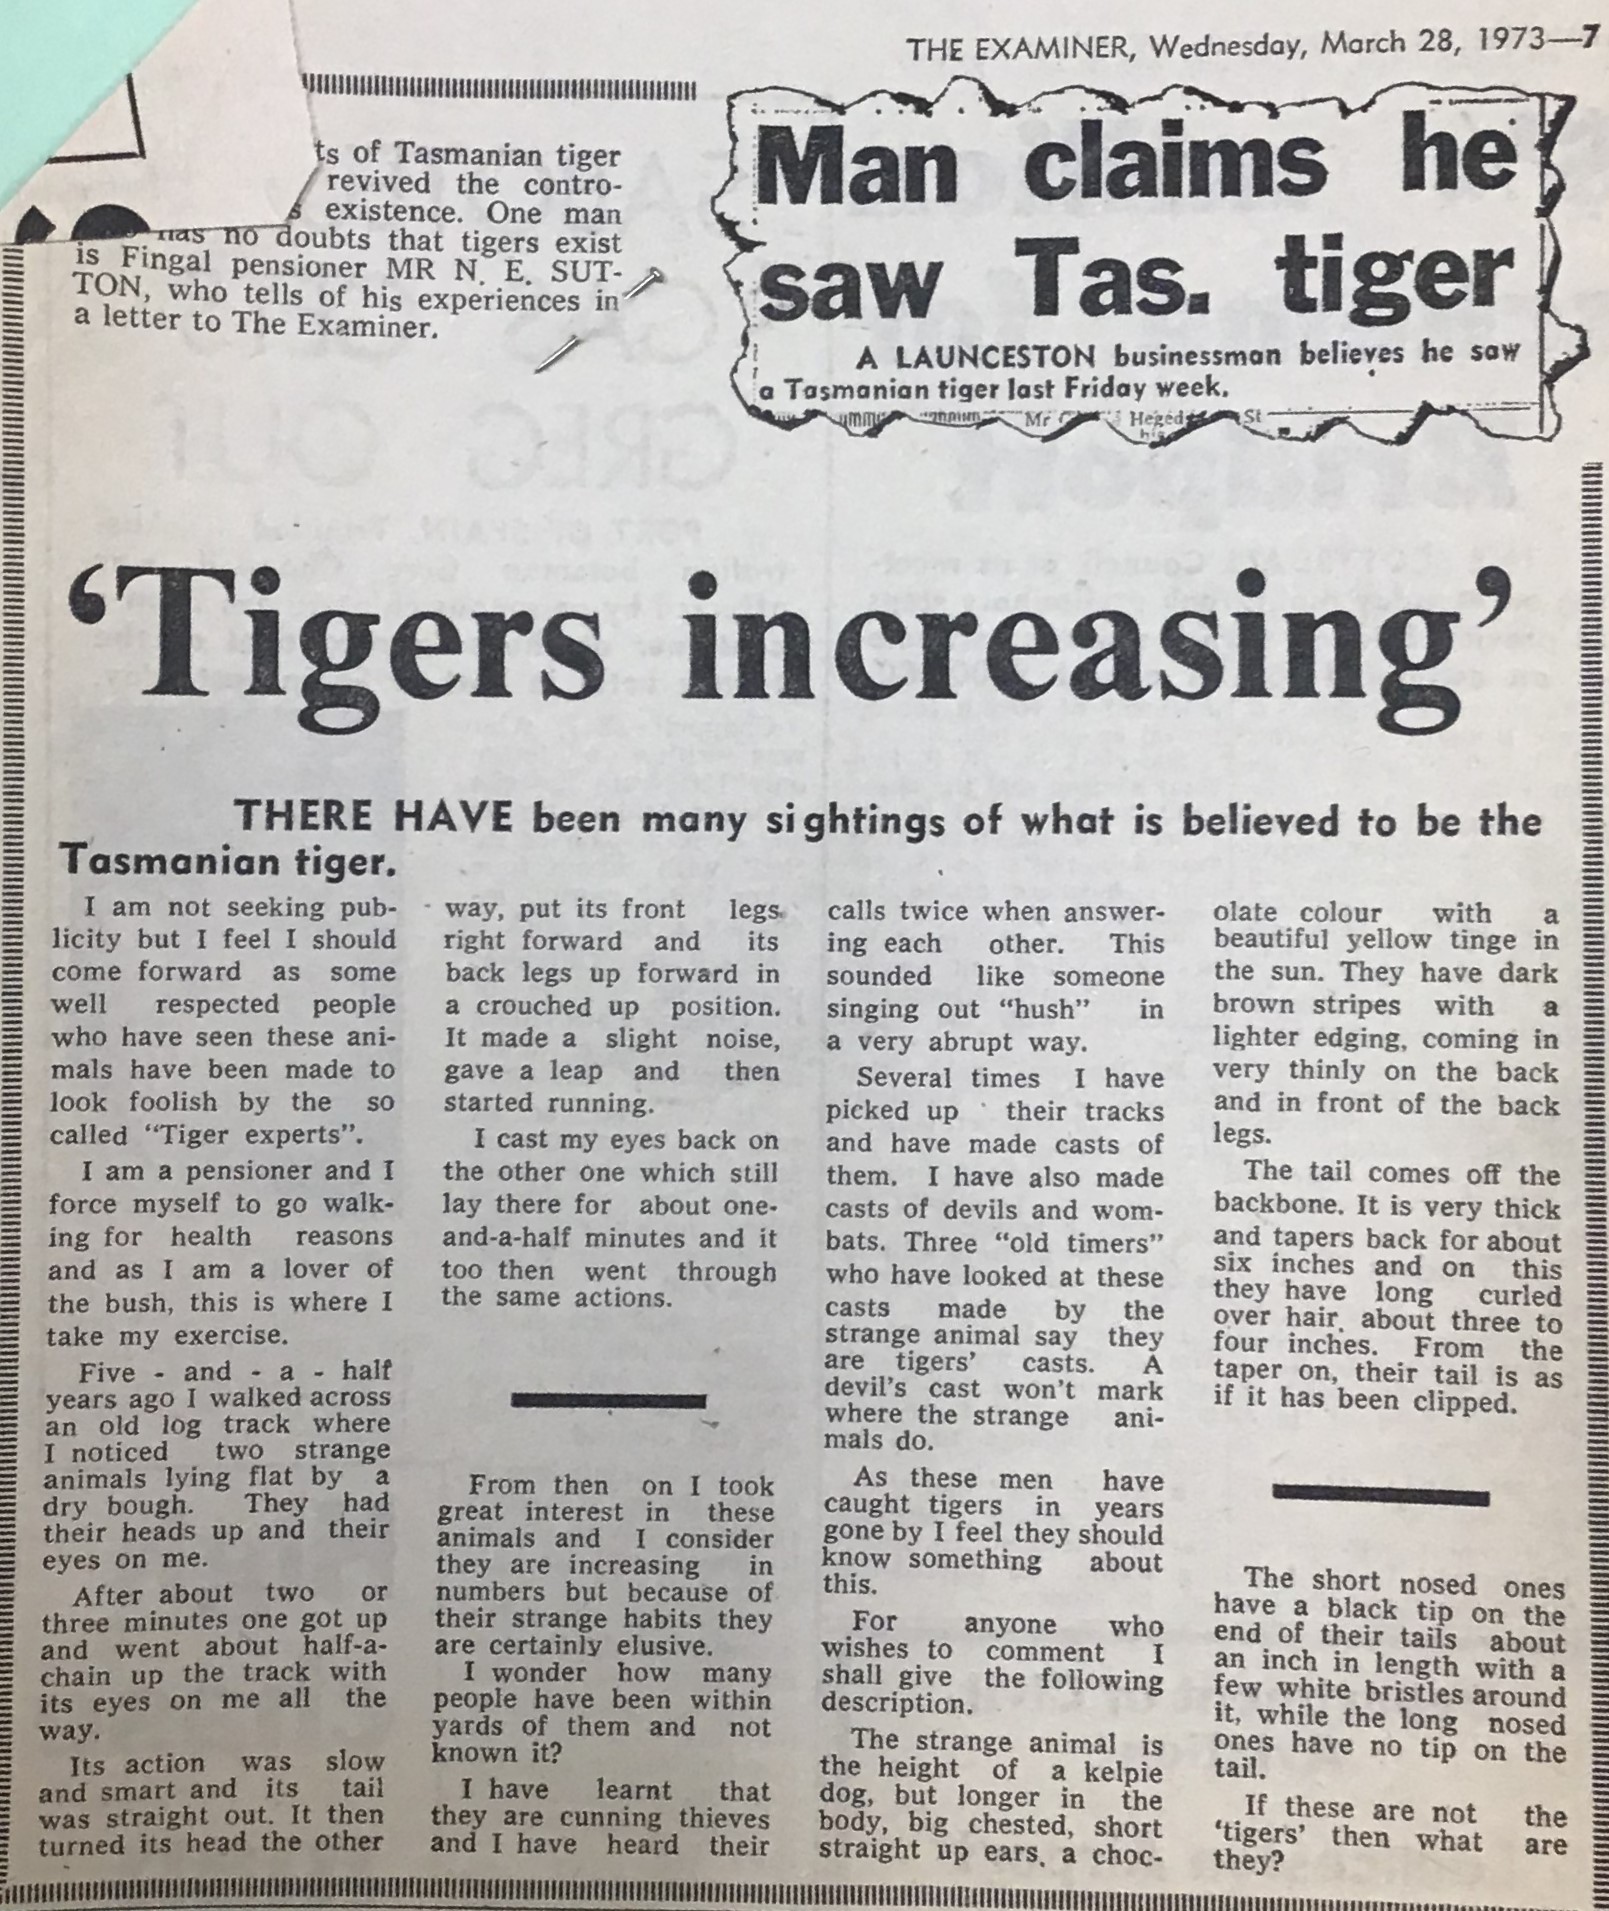 THE EXAMINER, Wednesday, March 28, 1973—7
ts of Tasmanian tiger
revived the contro-
existence. One man
has no doubts that tigers exist
is Fingal pensioner MR N. E. SUT-
TON, who tells of his experiences in
a letter to The Examiner.
Man claims he
saw Tas. tiger
A LAUNCESTON businessman believes he saw
a Tasmanian tiger last Friday week.
Mr
‘Tigers increasing’
THERE HAVE been many sightings of what is believed to be the
Tasmanian tiger.
I am not seeking pub-
licity but I feel I should
come forward as some
well respected people
who have seen these ani-
mals have been made to
look foolish by the so
called “Tiger experts”.
I am a pensioner and I
force myself to go walk-
ing for health reasons
and as I am a lover of
the bush, this is where I
take my exercise.
Five - and - a - half
years ago I walked across
an old log track where
I noticed two strange
animals lying flat by a
dry bough. They had
their heads up and their
eyes on me.
After about two or
three minutes one got up
and went about half-a-
chain up the track with
its eyes on me all the
way.
Its action was slow
and smart and its tail
was straight out. It then
turned its head the other
way, put its front legs
right forward and its
back legs up forward in
a crouched up position.
It made a slight noise,
gave a leap and then
started running.
I cast my eyes back on
the other one which still
lay there for about one-
and-a-half minutes and it
too then went through
the same actions.
From then on I took
great interest in these
animals and I consider
they are increasing in
numbers but because of
their strange habits they
are certainly elusive.
I wonder how many
people have been within
yards of them and not
known it?
I have learnt that
they are cunning thieves
and I have heard their
calls twice when answer-
ing each other. This
sounded like someone
singing out “hush” in
a very abrupt way.
Several times I have
picked up their tracks
and have made casts of
them. I have also made
casts of devils and wom-
bats. Three “old timers”
who have looked at these
casts made by the
strange animal say they
are tigers’ casts. A
devil’s cast won’t mark
where the strange ani-
mals do.
As these men have
caught tigers in years
gone by I feel they should
know something about
this.
For anyone who
wishes to comment I
shall give the following
description.
The strange animal is
the height of a kelpie
dog, but longer in the
body, big chested, short
straight up ears, a choc-
olate colour with a
beautiful yellow tinge in
the sun. They have dark
brown stripes with a
lighter edging, coming in
very thinly on the back
and in front of the back
legs.
The tail comes off the
backbone. It is very thick
and tapers back for about
six inches and on this
they have long curled
over hair, about three to
four inches. From the
taper on, their tail is as
if it has been clipped.
The short nosed ones
have a black tip on the
end of their tails about
an inch in length with a
few white bristles around
it, while the long nosed
ones have no tip on the
tail.
If these are not the
‘tigers’ then what are
they?